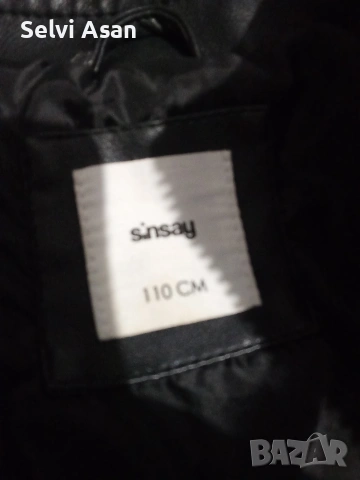 Selvi Asan
sinsay
110 CM
BAZAR